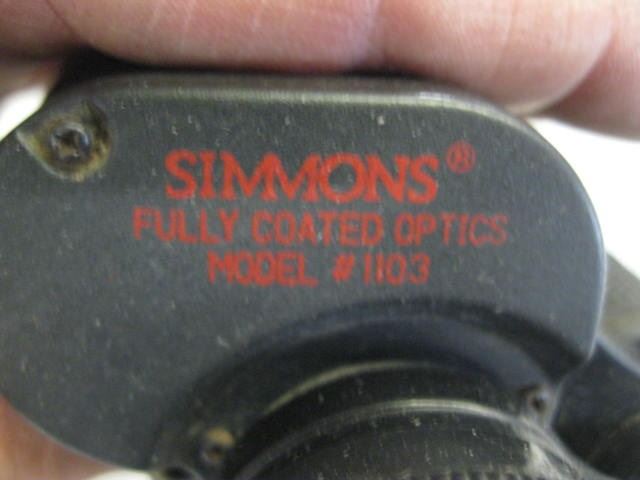 SIMMONS®
FULLY COATED OPTICS
MODEL #1103